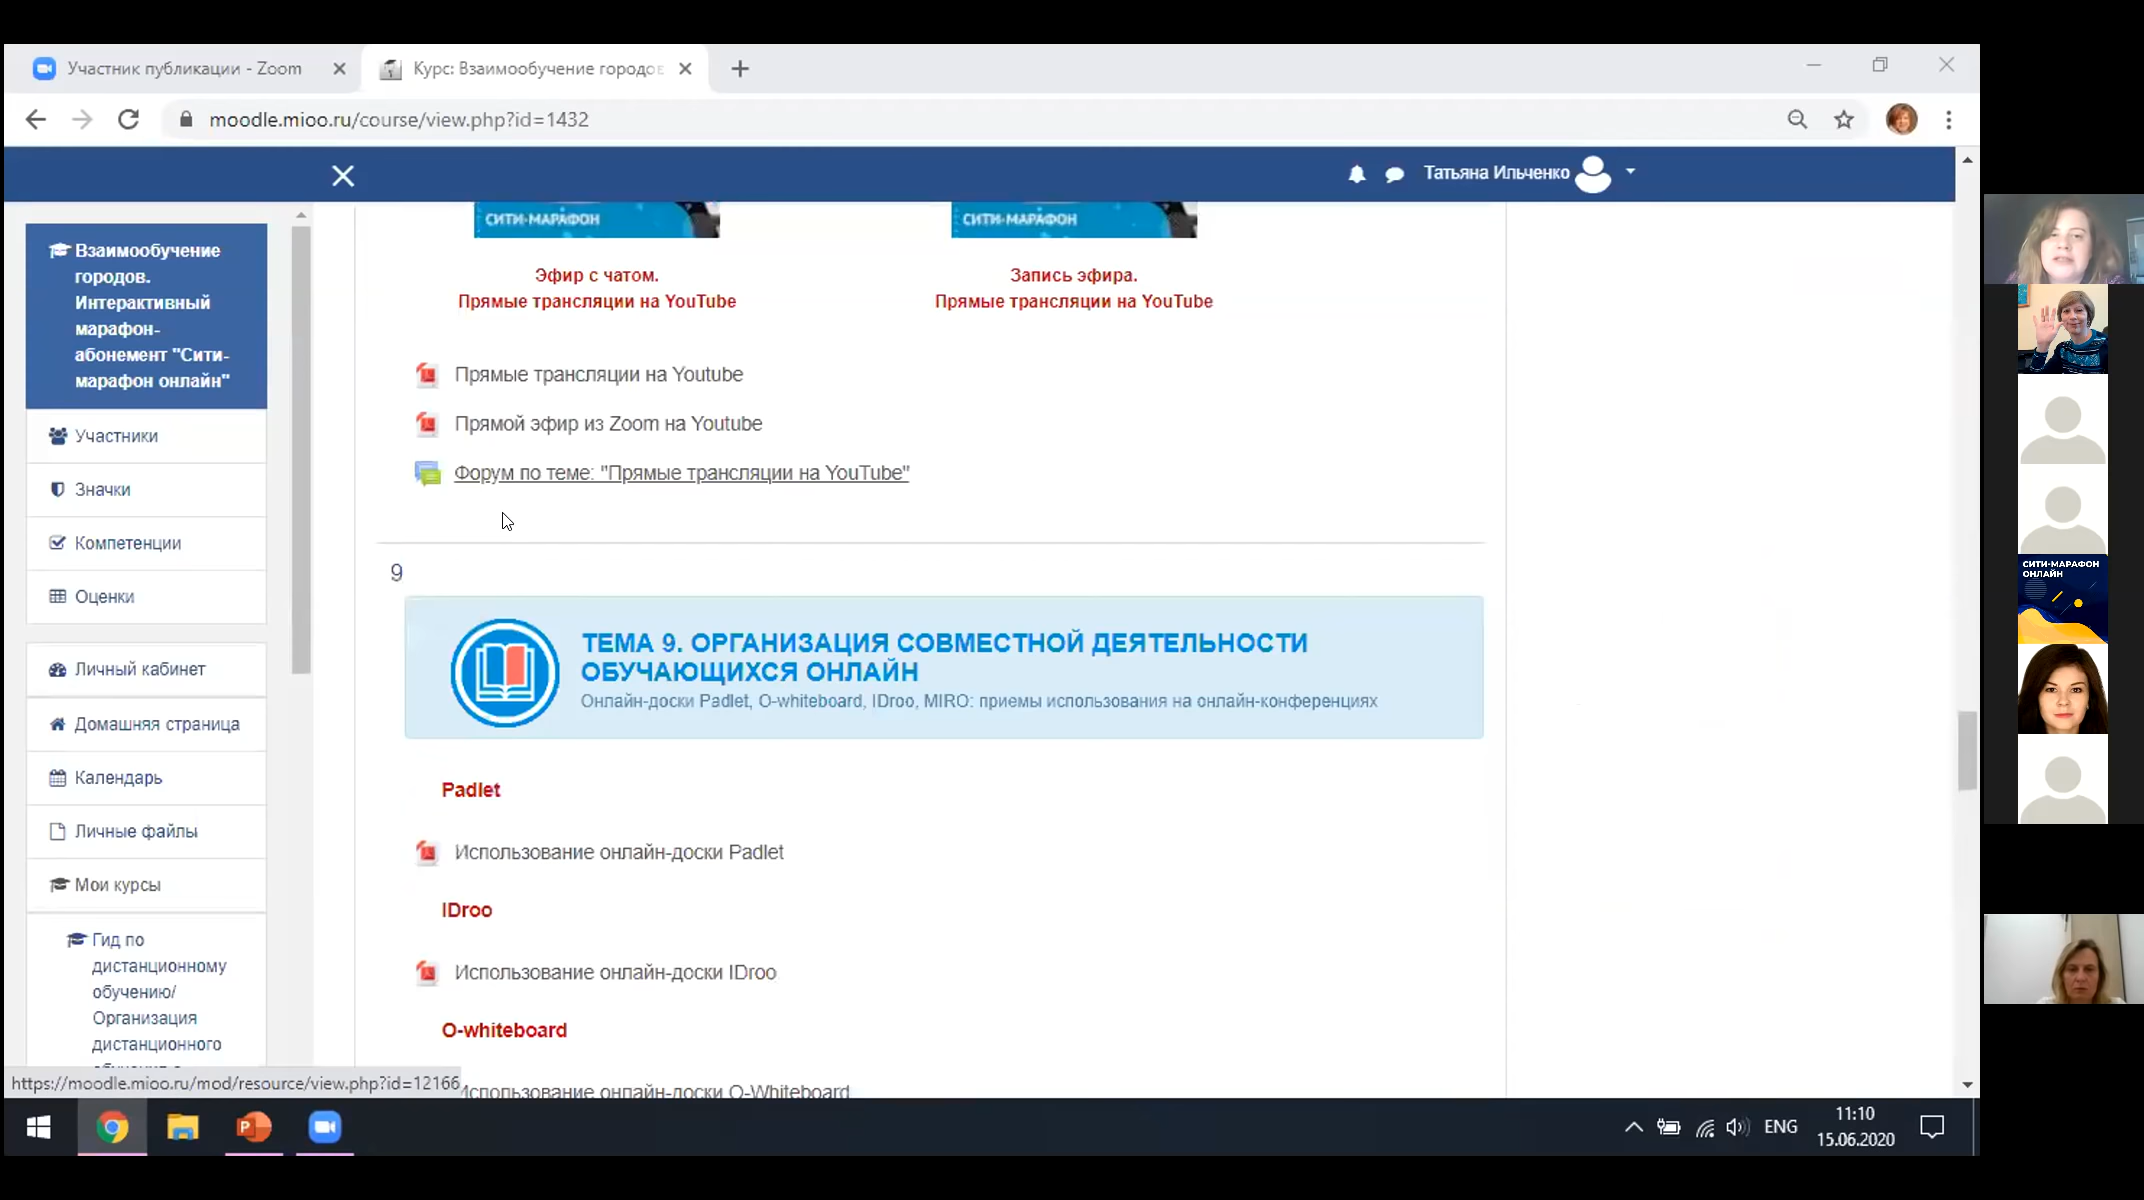 Участник публикации - Zoom
Курс: Взаимообучение городов
moodle.mioo.ru/course/view.php?id=1432
Татьяна Ильченко
Взаимообучение
городов.
Интерактивный
марафон-
абонемент "Сити-
марафон онлайн"
Участники
Значки
Компетенции
Оценки
Личный кабинет
Домашняя страница
Календарь
Личные файлы
Мои курсы
Гид по
дистанционному
обучению/
Организация
дистанционного
https://moodle.mioo.ru/mod/resource/view.php?id=12166
СИТИ-МАРАФОН
СИТИ-МАРАФОН
Эфир с чатом.
Прямые трансляции на YouTube
Запись эфира.
Прямые трансляции на YouTube
Прямые трансляции на Youtube
Прямой эфир из Zoom на Youtube
Форум по теме: "Прямые трансляции на YouTube"
9
ТЕМА 9. ОРГАНИЗАЦИЯ СОВМЕСТНОЙ ДЕЯТЕЛЬНОСТИ
ОБУЧАЮЩИХСЯ ОНЛАЙН
Онлайн-доски Padlet, O-whiteboard, IDroo, MIRO: приемы использования на онлайн-конференциях
Padlet
Использование онлайн-доски Padlet
IDroo
Использование онлайн-доски IDroo
O-whiteboard
Использование онлайн-доски O-Whiteboard
СИТИ-МАРАФОН
ОНЛАЙН
ENG
11:10
15.06.2020